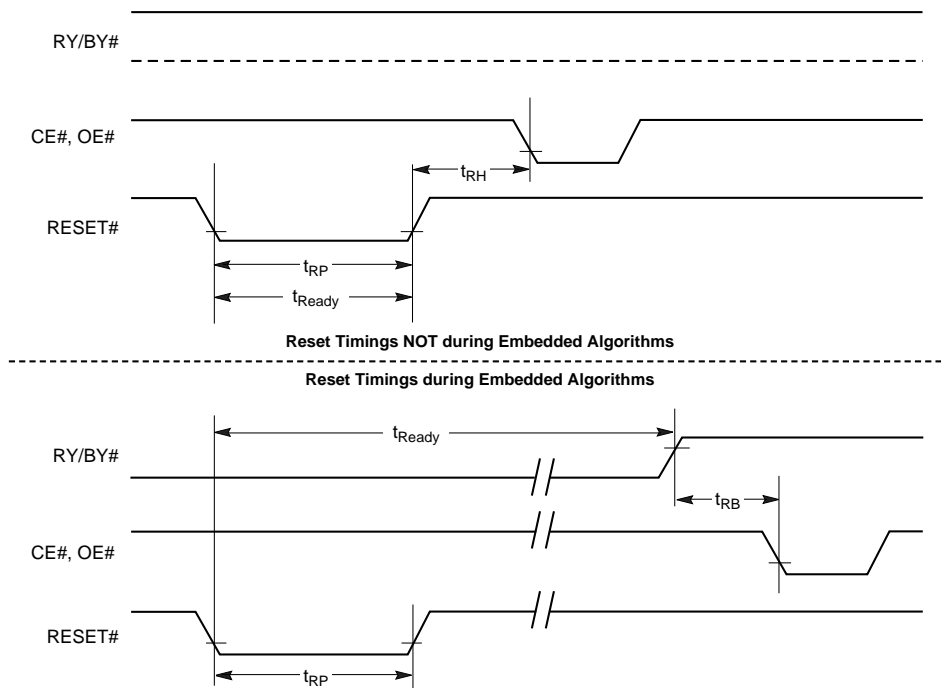 RY/BY#
CE#, OE#
tRH
RESET#
tRP
tReady
Reset Timings NOT during Embedded Algorithms
Reset Timings during Embedded Algorithms
tReady
RY/BY#
tRB
CE#, OE#
RESET#
tRP